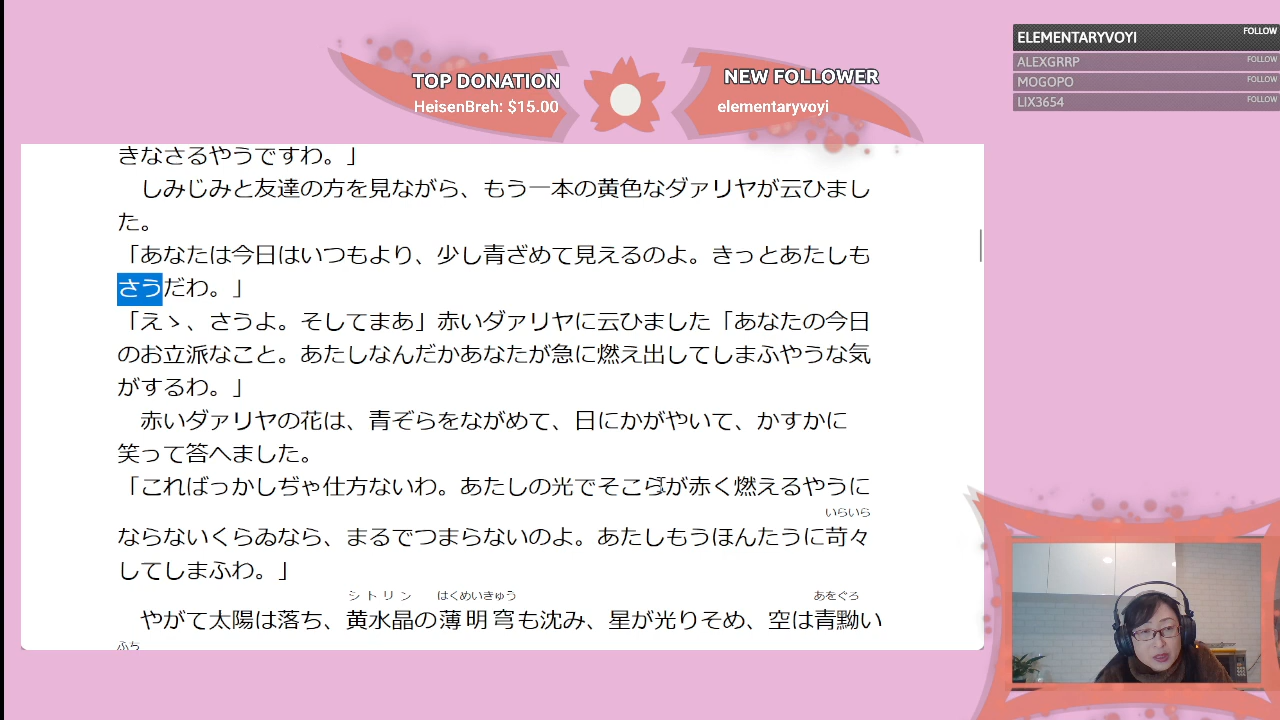 TOP DONATION
HeisenBreh: $15.00
NEW FOLLOWER
elementaryvoyi
ELEMENTARYVOYI FOLLOW
ALEXGRRP FOLLOW
MOGOPO FOLLOW
LIX3654 FOLLOW
きなさるやうですわ。」
しみじみと友達の方を見ながら、もう一本の黄色なダァリヤが云ひまし
た。
「あなたは今日はいつもより、少し青ざめて見えるのよ。きっとあたしも
さうだわ。」
「えゝ、さうよ。そしてまあ」赤いダァリヤに云ひました「あなたの今日
のお立派なこと。あたしなんだかあなたが急に燃え出してしまふやうな気
がするわ。」
赤いダァリヤの花は、青ぞらをながめて、日にかがやいて、かすかに
笑って答へました。
「こればっかしぢゃ仕方ないわ。あたしの光でそこらが赤く燃えるやうに
いらいら
ならないくらゐなら、まるでつまらないのよ。あたしもうほんたうに苛々
してしまふわ。」
シトリン はくめいきゅう あをぐろ
やがて太陽は落ち、黄水晶の薄明穹も沈み、星が光りそめ、空は青黝い
ふち